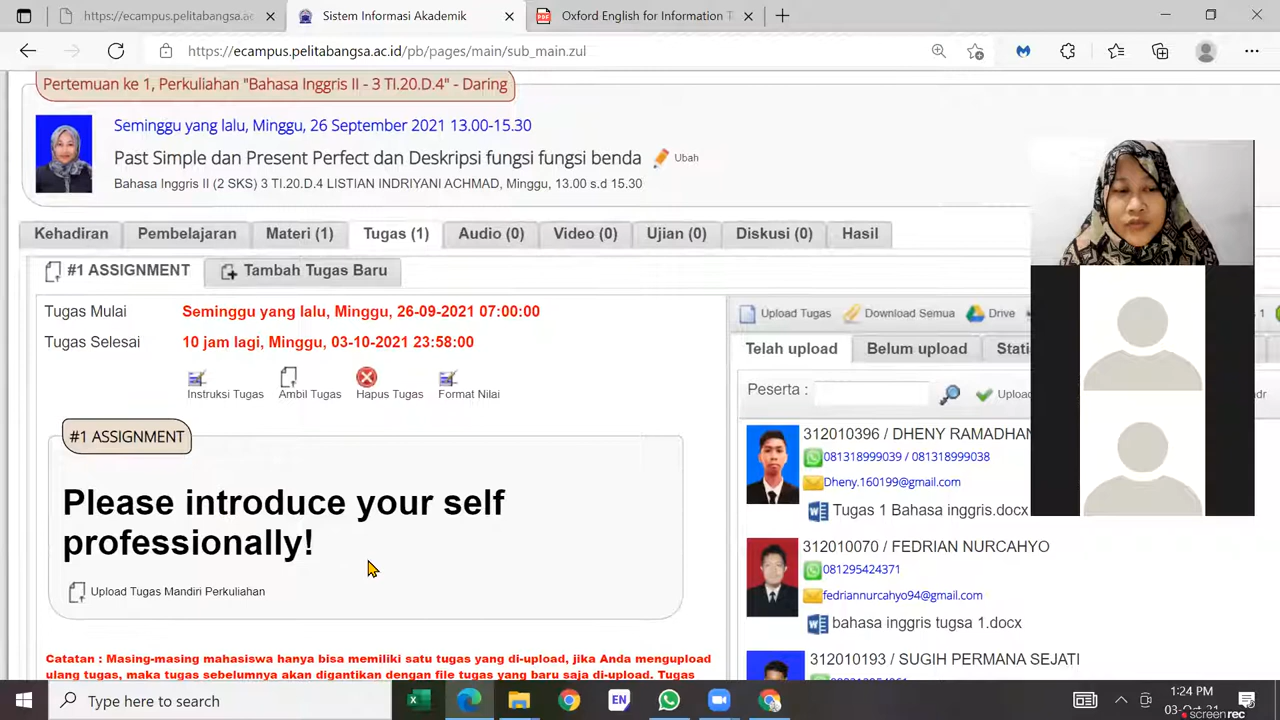 https://ecampus.pelitabangsa.ac
Sistem Informasi Akademik
Oxford English for Information T
https://ecampus.pelitabangsa.ac.id/pb/pages/main/sub_main.zul
Pertemuan ke 1, Perkuliahan "Bahasa Inggris II - 3 TI.20.D.4" - Daring
Seminggu yang lalu, Minggu, 26 September 2021 13.00-15.30
Past Simple dan Present Perfect dan Deskripsi fungsi fungsi benda
Ubah
Bahasa Inggris II (2 SKS) 3 TI.20.D.4 LISTIAN INDRIYANI ACHMAD, Minggu, 13.00 s.d 15.30
Kehadiran
Pembelajaran
Materi (1)
Tugas (1)
Audio (0)
Video (0)
Ujian (0)
Diskusi (0)
Hasil
#1 ASSIGNMENT
Tambah Tugas Baru
Tugas Mulai
Seminggu yang lalu, Minggu, 26-09-2021 07:00:00
Tugas Selesai
10 jam lagi, Minggu, 03-10-2021 23:58:00
Instruksi Tugas
Ambil Tugas
Hapus Tugas
Format Nilai
#1 ASSIGNMENT
Please introduce your self
professionally!
Upload Tugas Mandiri Perkuliahan
Catatan : Masing-masing mahasiswa hanya bisa memiliki satu tugas yang di-upload, jika Anda mengupload
ulang tugas, maka tugas sebelumnya akan digantikan dengan file tugas yang baru saja di-upload. Tugas
Upload Tugas
Download Semua
Drive
1
Telah upload
Belum upload
Stati
Peserta :
Uploa
dr
312010396 / DHENY RAMADHAN
081318999039 / 081318999038
Dheny.160199@gmail.com
Tugas 1 Bahasa inggris.docx
312010070 / FEDRIAN NURCAHYO
081295424371
fedriannurcahyo94@gmail.com
bahasa inggris tugsa 1.docx
312010193 / SUGIH PERMANA SEJATI
Type here to search
EN
1:24 PM
screenrec